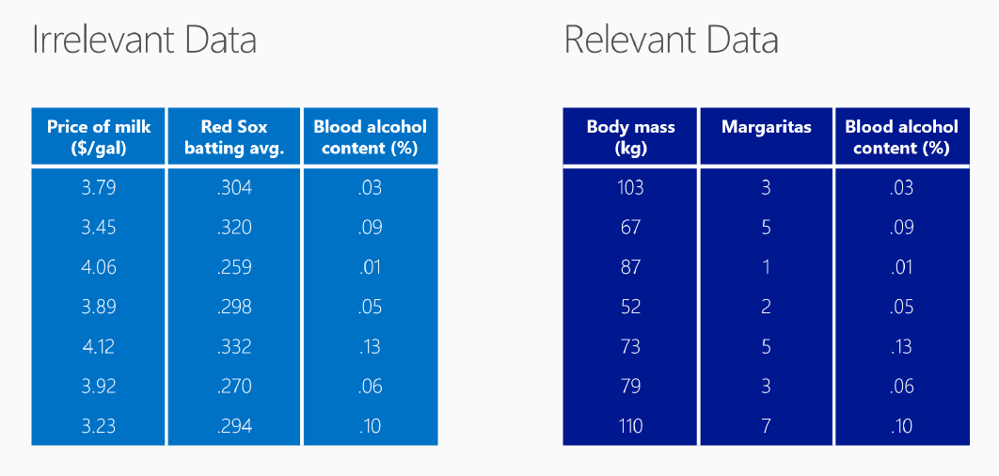 Irrelevant Data
Price of milk ($/gal) Red Sox batting avg. Blood alcohol content (%)
3.79 .304 .03
3.45 .320 .09
4.06 .259 .01
3.89 .298 .05
4.12 .332 .13
3.92 .270 .06
3.23 .294 .10
Relevant Data
Body mass (kg) Margaritas Blood alcohol content (%)
103 3 .03
67 5 .09
87 1 .01
52 2 .05
73 5 .13
79 3 .06
110 7 .10